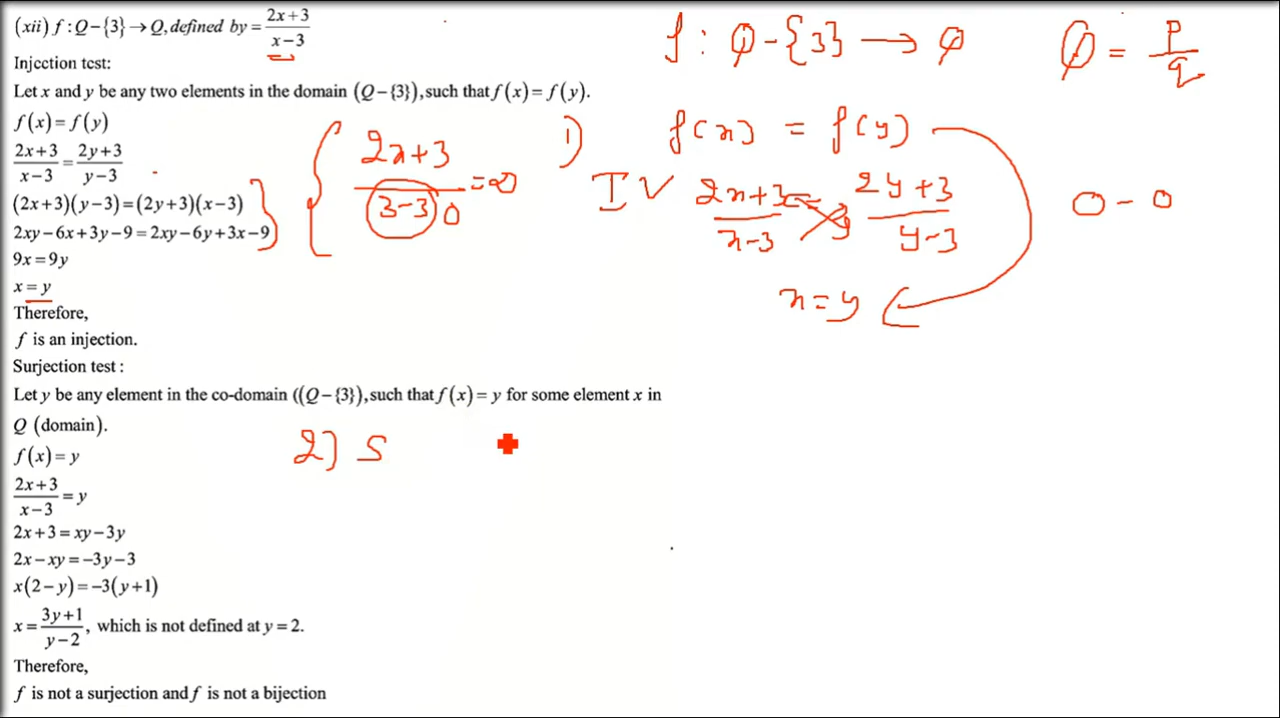 (xii) f : Q−{3} → Q, defined by = 2x+3 / x−3
Injection test:
Let x and y be any two elements in the domain (Q−{3}), such that f(x) = f(y).
f(x) = f(y)
2x+3 / x−3 = 2y+3 / y−3
(2x+3)(y−3) = (2y+3)(x−3)
2xy−6x+3y−9 = 2xy−6y+3x−9
9x = 9y
x = y
Therefore,
f is an injection.
Surjection test :
Let y be any element in the co-domain ((Q−{3}), such that f(x) = y for some element x in
Q (domain).
f(x) = y
2x+3 / x−3 = y
2x+3 = xy−3y
2x−xy = −3y−3
x(2−y) = −3(y+1)
x = 3y+1 / y−2, which is not defined at y = 2.
Therefore,
f is not a surjection and f is not a bijection
f : Q − {3} → Q
Q = p / q
2x+3 / 3−3 0 = ∞
1) f(x) = f(y)
I V 2x+3 / x−3 = 2y+3 / y−3
x = y
0 − 0
2) S